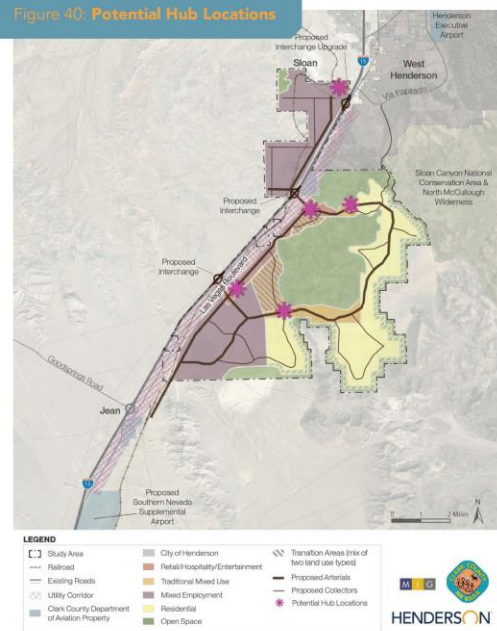 Figure 40: Potential Hub Locations
Henderson
Executive
Airport
Proposed
Interchange Upgrade
Sloan
15
West
Henderson
Via Inspirada
Sloan Canyon National
Conservation Area &
North McCullough
Wilderness
Proposed
Interchange
Proposed
Interchange
Las Vegas Boulevard
Goodsprings Road
Jean
15
Proposed
Southern Nevada
Supplemental
Airport
0 1 2 Miles
N
LEGEND
Study Area
Railroad
Existing Roads
Utility Corridor
Clark County Department
of Aviation Property
City of Henderson
Retail/Hospitality/Entertainment
Traditional Mixed Use
Mixed Employment
Residential
Open Space
Transition Areas (mix of
two land use types)
Proposed Arterials
Proposed Collectors
Potential Hub Locations
MIG
CLARK COUNTY
NEVADA
HENDERSON